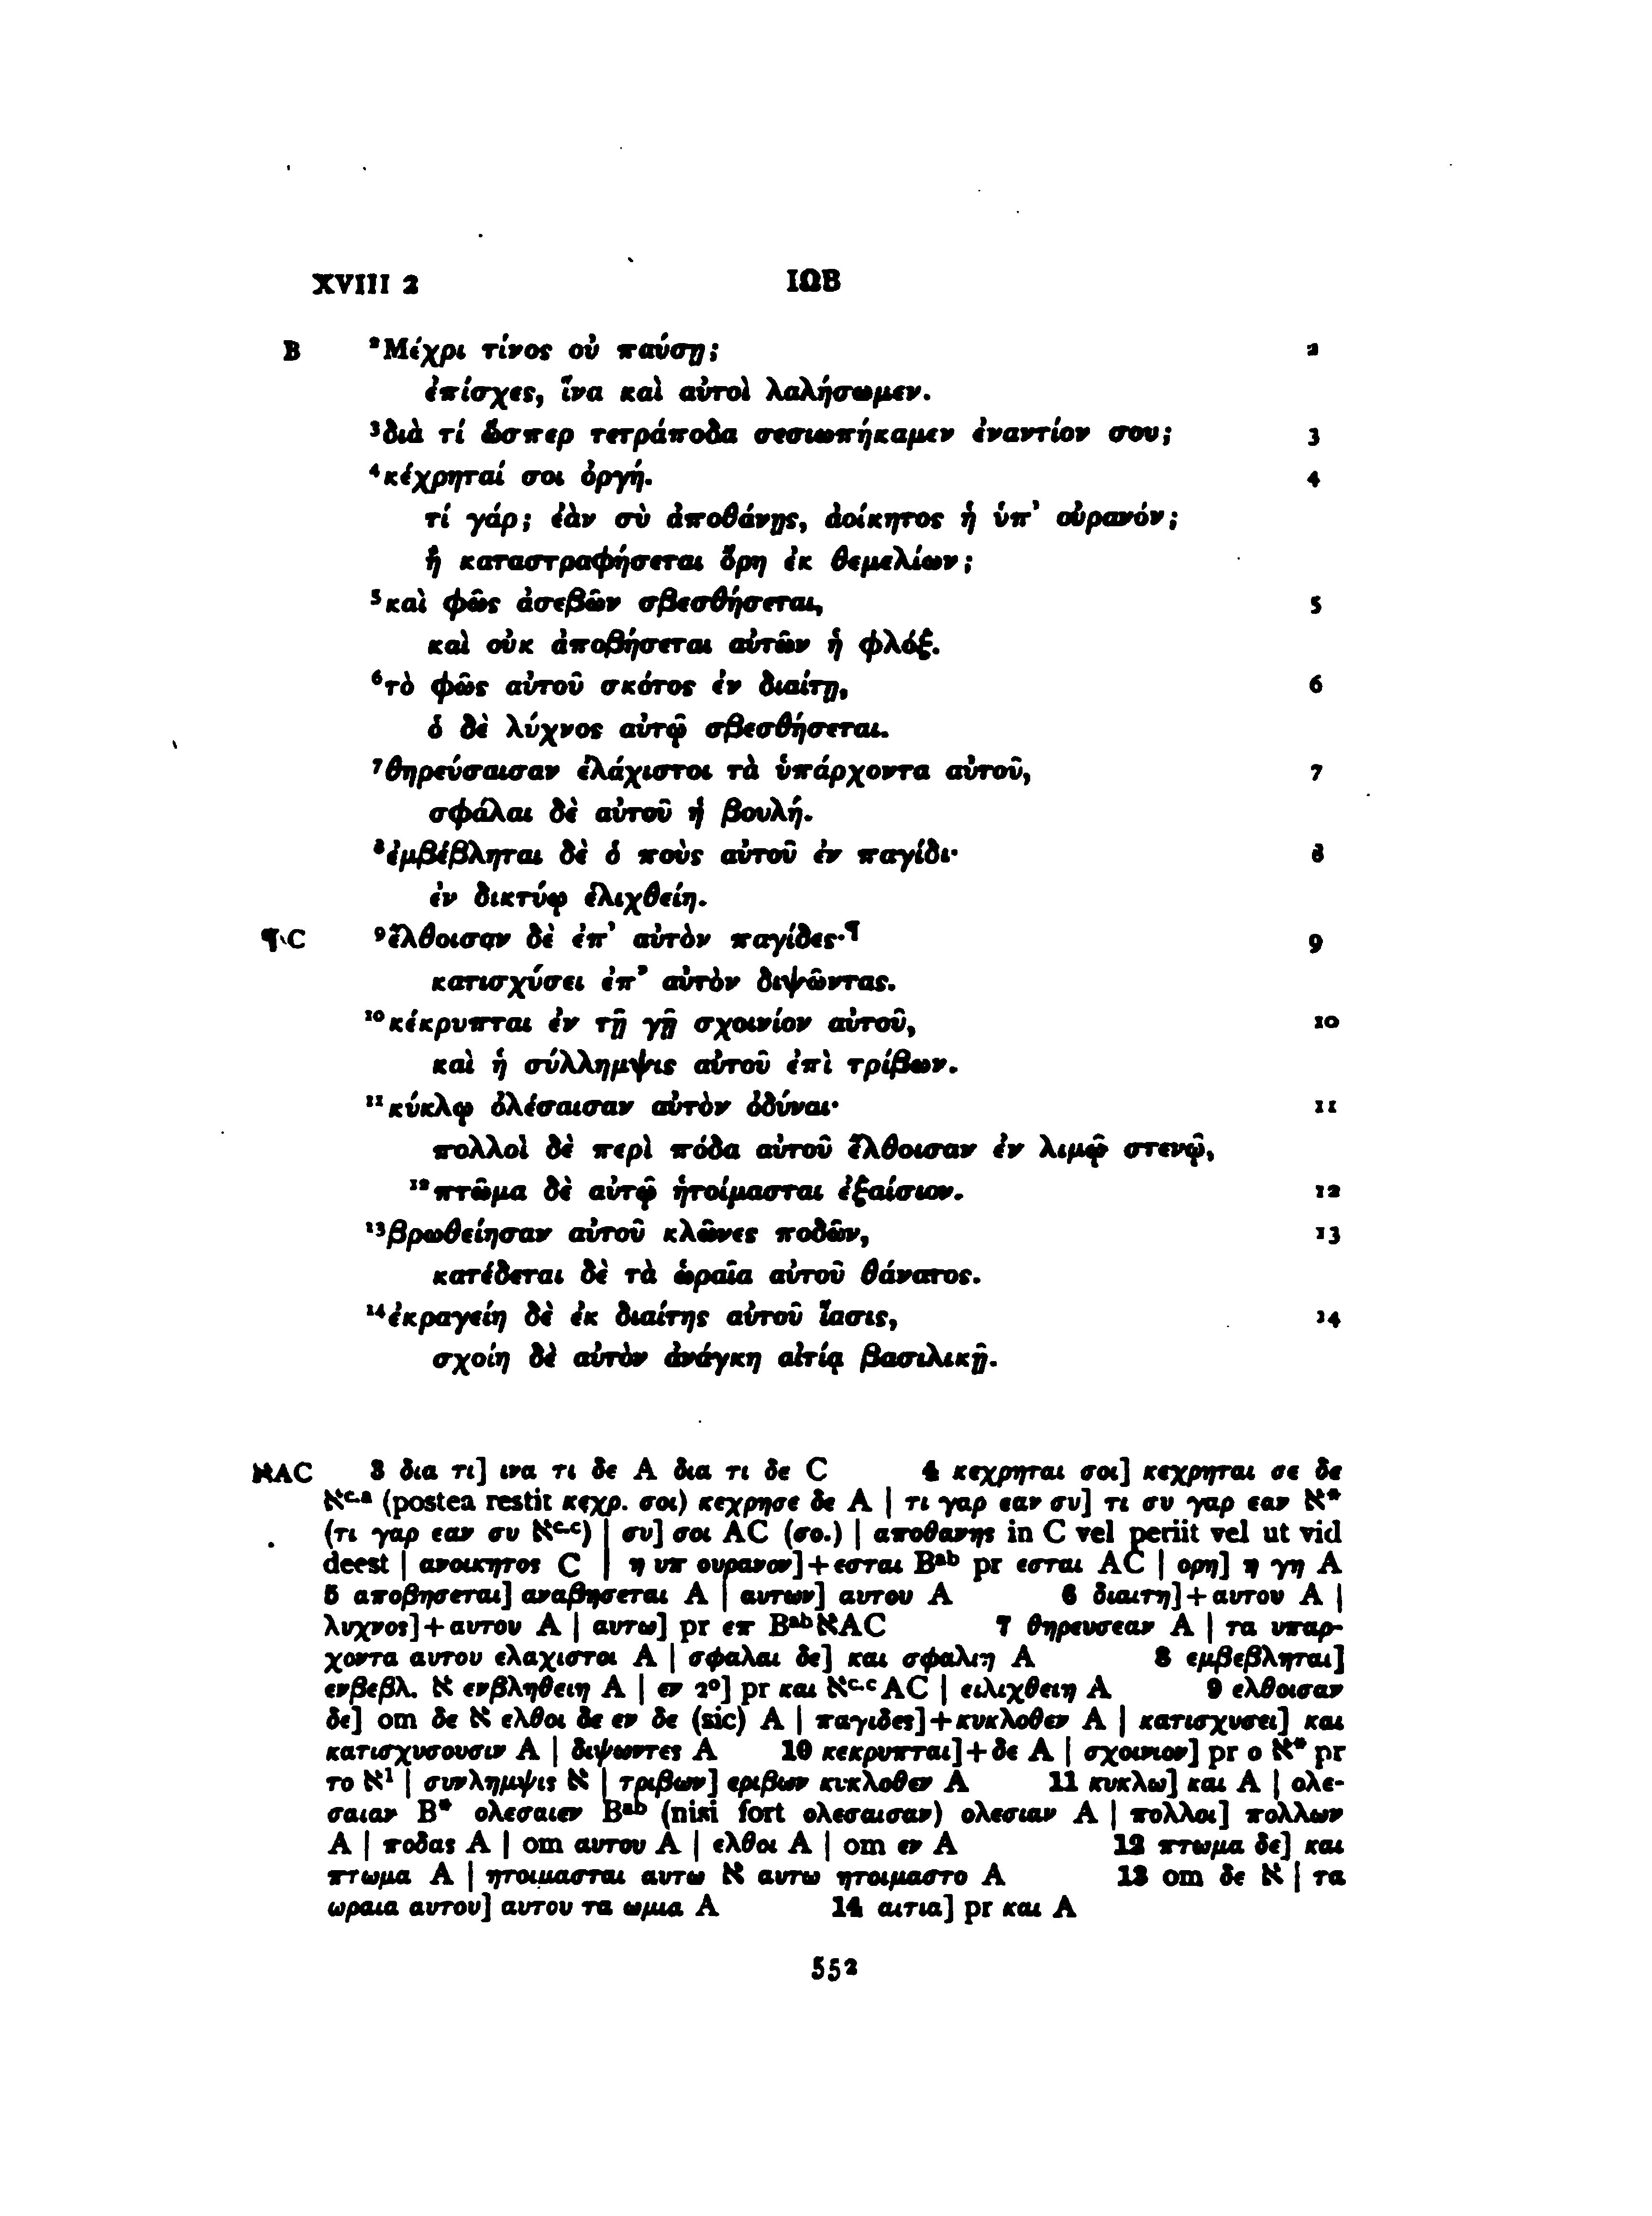 XVIII 2 ΙΩΒ
B ²Μέχρι τίνος οὐ παύσῃ; 2
ἐπίσχες, ἵνα καὶ αὐτοὶ λαλήσωμεν.
³διὰ τί ὥσπερ τετράποδα σεσιωπήκαμεν ἐναντίον σου; 3
⁴κέχρηταί σοι ὀργή. 4
τί γάρ; ἐὰν σὺ ἀποθάνῃς, ἀοίκητος ἡ ὑπ’ οὐρανόν;
ἢ καταστραφήσεται ὄρη ἐκ θεμελίων;
⁵καὶ φῶς ἀσεβῶν σβεσθήσεται, 5
καὶ οὐκ ἀποβήσεται αὐτῶν ἡ φλόξ.
⁶τὸ φῶς αὐτοῦ σκότος ἐν διαίτῃ, 6
ὁ δὲ λύχνος αὐτῷ σβεσθήσεται.
⁷θηρεύσαισαν ἐλάχιστοι τὰ ὑπάρχοντα αὐτοῦ, 7
σφάλαι δὲ αὐτοῦ ἡ βουλή.
⁸ἐμβέβληται δὲ ὁ ποὺς αὐτοῦ ἐν παγίδι· 8
ἐν δικτύῳ ἑλιχθείη.
¶ C ⁹ἔλθοισαν δὲ ἐπ’ αὐτὸν παγίδες·¶ 9
κατισχύσει ἐπ’ αὐτὸν διψῶντας.
¹⁰κέκρυπται ἐν τῇ γῇ σχοινίον αὐτοῦ, 10
καὶ ἡ σύλλημψις αὐτοῦ ἐπὶ τρίβων.
¹¹κύκλῳ ὀλέσαισαν αὐτὸν ὀδύναι· 11
πολλοὶ δὲ περὶ πόδα αὐτοῦ ἔλθοισαν ἐν λιμῷ στενῷ,
¹²πτῶμα δὲ αὐτῷ ἡτοίμασται ἐξαίσιον. 12
¹³βρωθείησαν αὐτοῦ κλῶνες ποδῶν, 13
κατέδεται δὲ τὰ ὡραῖα αὐτοῦ θάνατος.
¹⁴ἐκραγείη δὲ ἐκ διαίτης αὐτοῦ ἴασις, 14
σχοίη δὲ αὐτὸν ἀνάγκη αἰτίᾳ βασιλικῇ.
אAC 3 δια τι] ινα τι δε A δια τι δε C 4 κεχρηται σοι] κεχρηται σε δε
אᶜ·ᵃ (postea restit κεχρ. σοι) κεχρησε δε A | τι γαρ εαν συ] τι συ γαρ εαν א*
(τι γαρ εαν συ אᶜ·ᶜ) | συ] σοι AC (σο.) | αποθανης in C vel periit vel ut vid
deest | ανοικητος C | η υπ ουρανον]+εσται Bᵃᵇ pr εσται AC | ορη] η γη A
5 αποβησεται] αναβησεται A | αυτων] αυτου A 6 διαιτη]+αυτου A |
λυχνος]+αυτου A | αυτω] pr επ BᵃᵇאAC 7 θηρευσεαν A | τα υπαρ-
χοντα αυτου ελαχιστοι A | σφαλαι δε] και σφαλιη A 8 εμβεβληται]
ενβεβλ. א ενβληθειη A | εν 2°] pr και אᶜ·ᶜAC | ειλιχθειη A 9 ελθοισαν
δε] om δε א ελθοι δε εν δε (sic) A | παγιδες]+κυκλοθεν A | κατισχυσει] και
κατισχυσουσιν A | διψωντες A 10 κεκρυπται]+δε A | σχοινιον] pr ο א* pr
το א¹ | συνλημψις א | τριβων] εριβων κυκλοθεν A 11 κυκλω] και A | ολε-
σαιαν B* ολεσαιεν Bᵃᵇ (nisi fort ολεσαισαν) ολεσιαν A | πολλοι] πολλων
A | ποδας A | om αυτου A | ελθοι A | om εν A 12 πτωμα δε] και
πτωμα A | ητοιμασται αυτω א αυτω ητοιμαστο A 13 om δε א | τα
ωραια αυτου] αυτου τα ωμια A 14 αιτια] pr και A
552